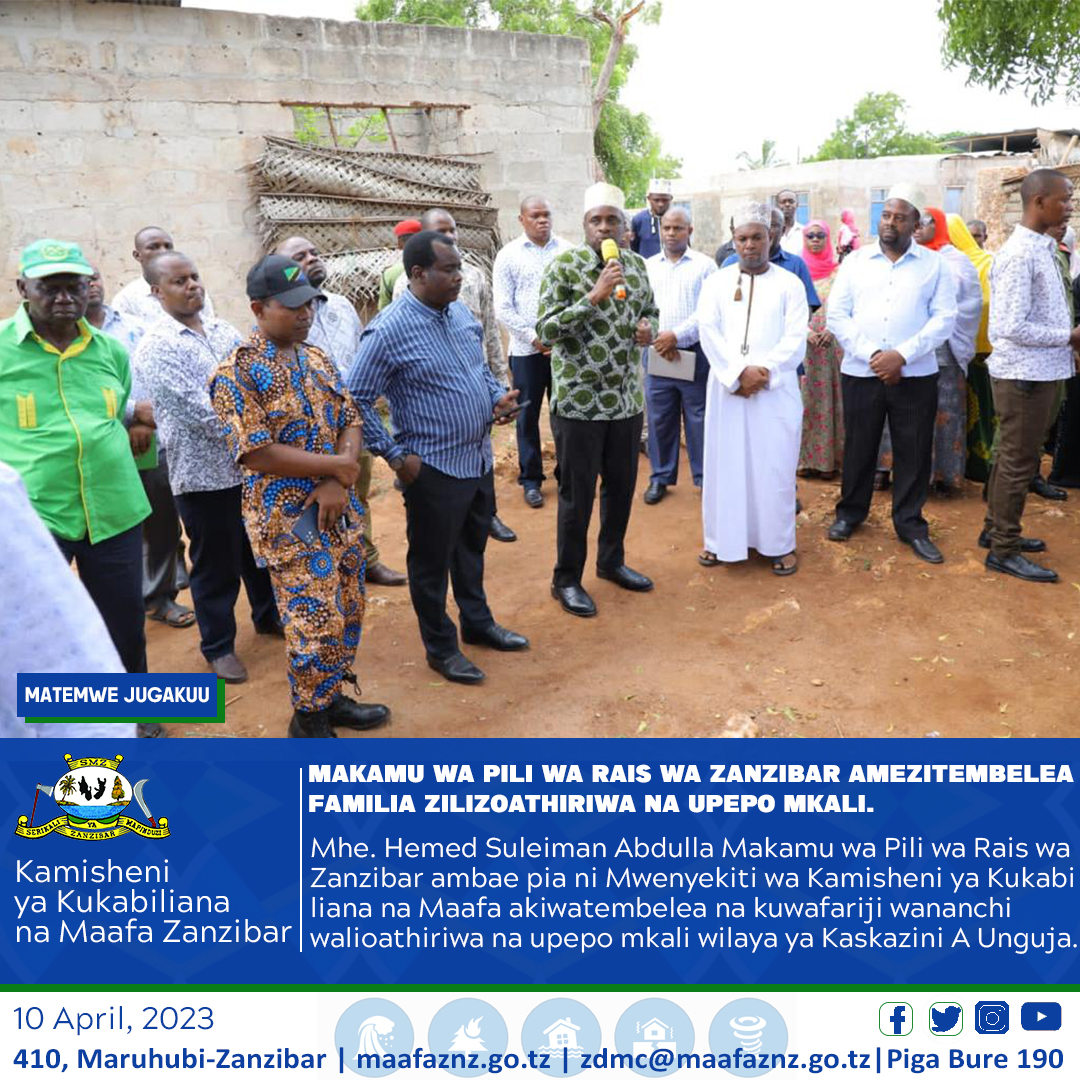 MATEMWE JUGAKUU
SMZ
SERIKALI YA MAPINDUZI
ZANZIBAR
Kamisheni
ya Kukabiliana
na Maafa Zanzibar
MAKAMU WA PILI WA RAIS WA ZANZIBAR AMEZITEMBELEA
FAMILIA ZILIZOATHIRIWA NA UPEPO MKALI.
Mhe. Hemed Suleiman Abdulla Makamu wa Pili wa Rais wa
Zanzibar ambae pia ni Mwenyekiti wa Kamisheni ya Kukabi
liana na Maafa akiwatembelea na kuwafariji wananchi
walioathiriwa na upepo mkali wilaya ya Kaskazini A Unguja.
10 April, 2023
410, Maruhubi-Zanzibar | maafaznz.go.tz | zdmc@maafaznz.go.tz|Piga Bure 190